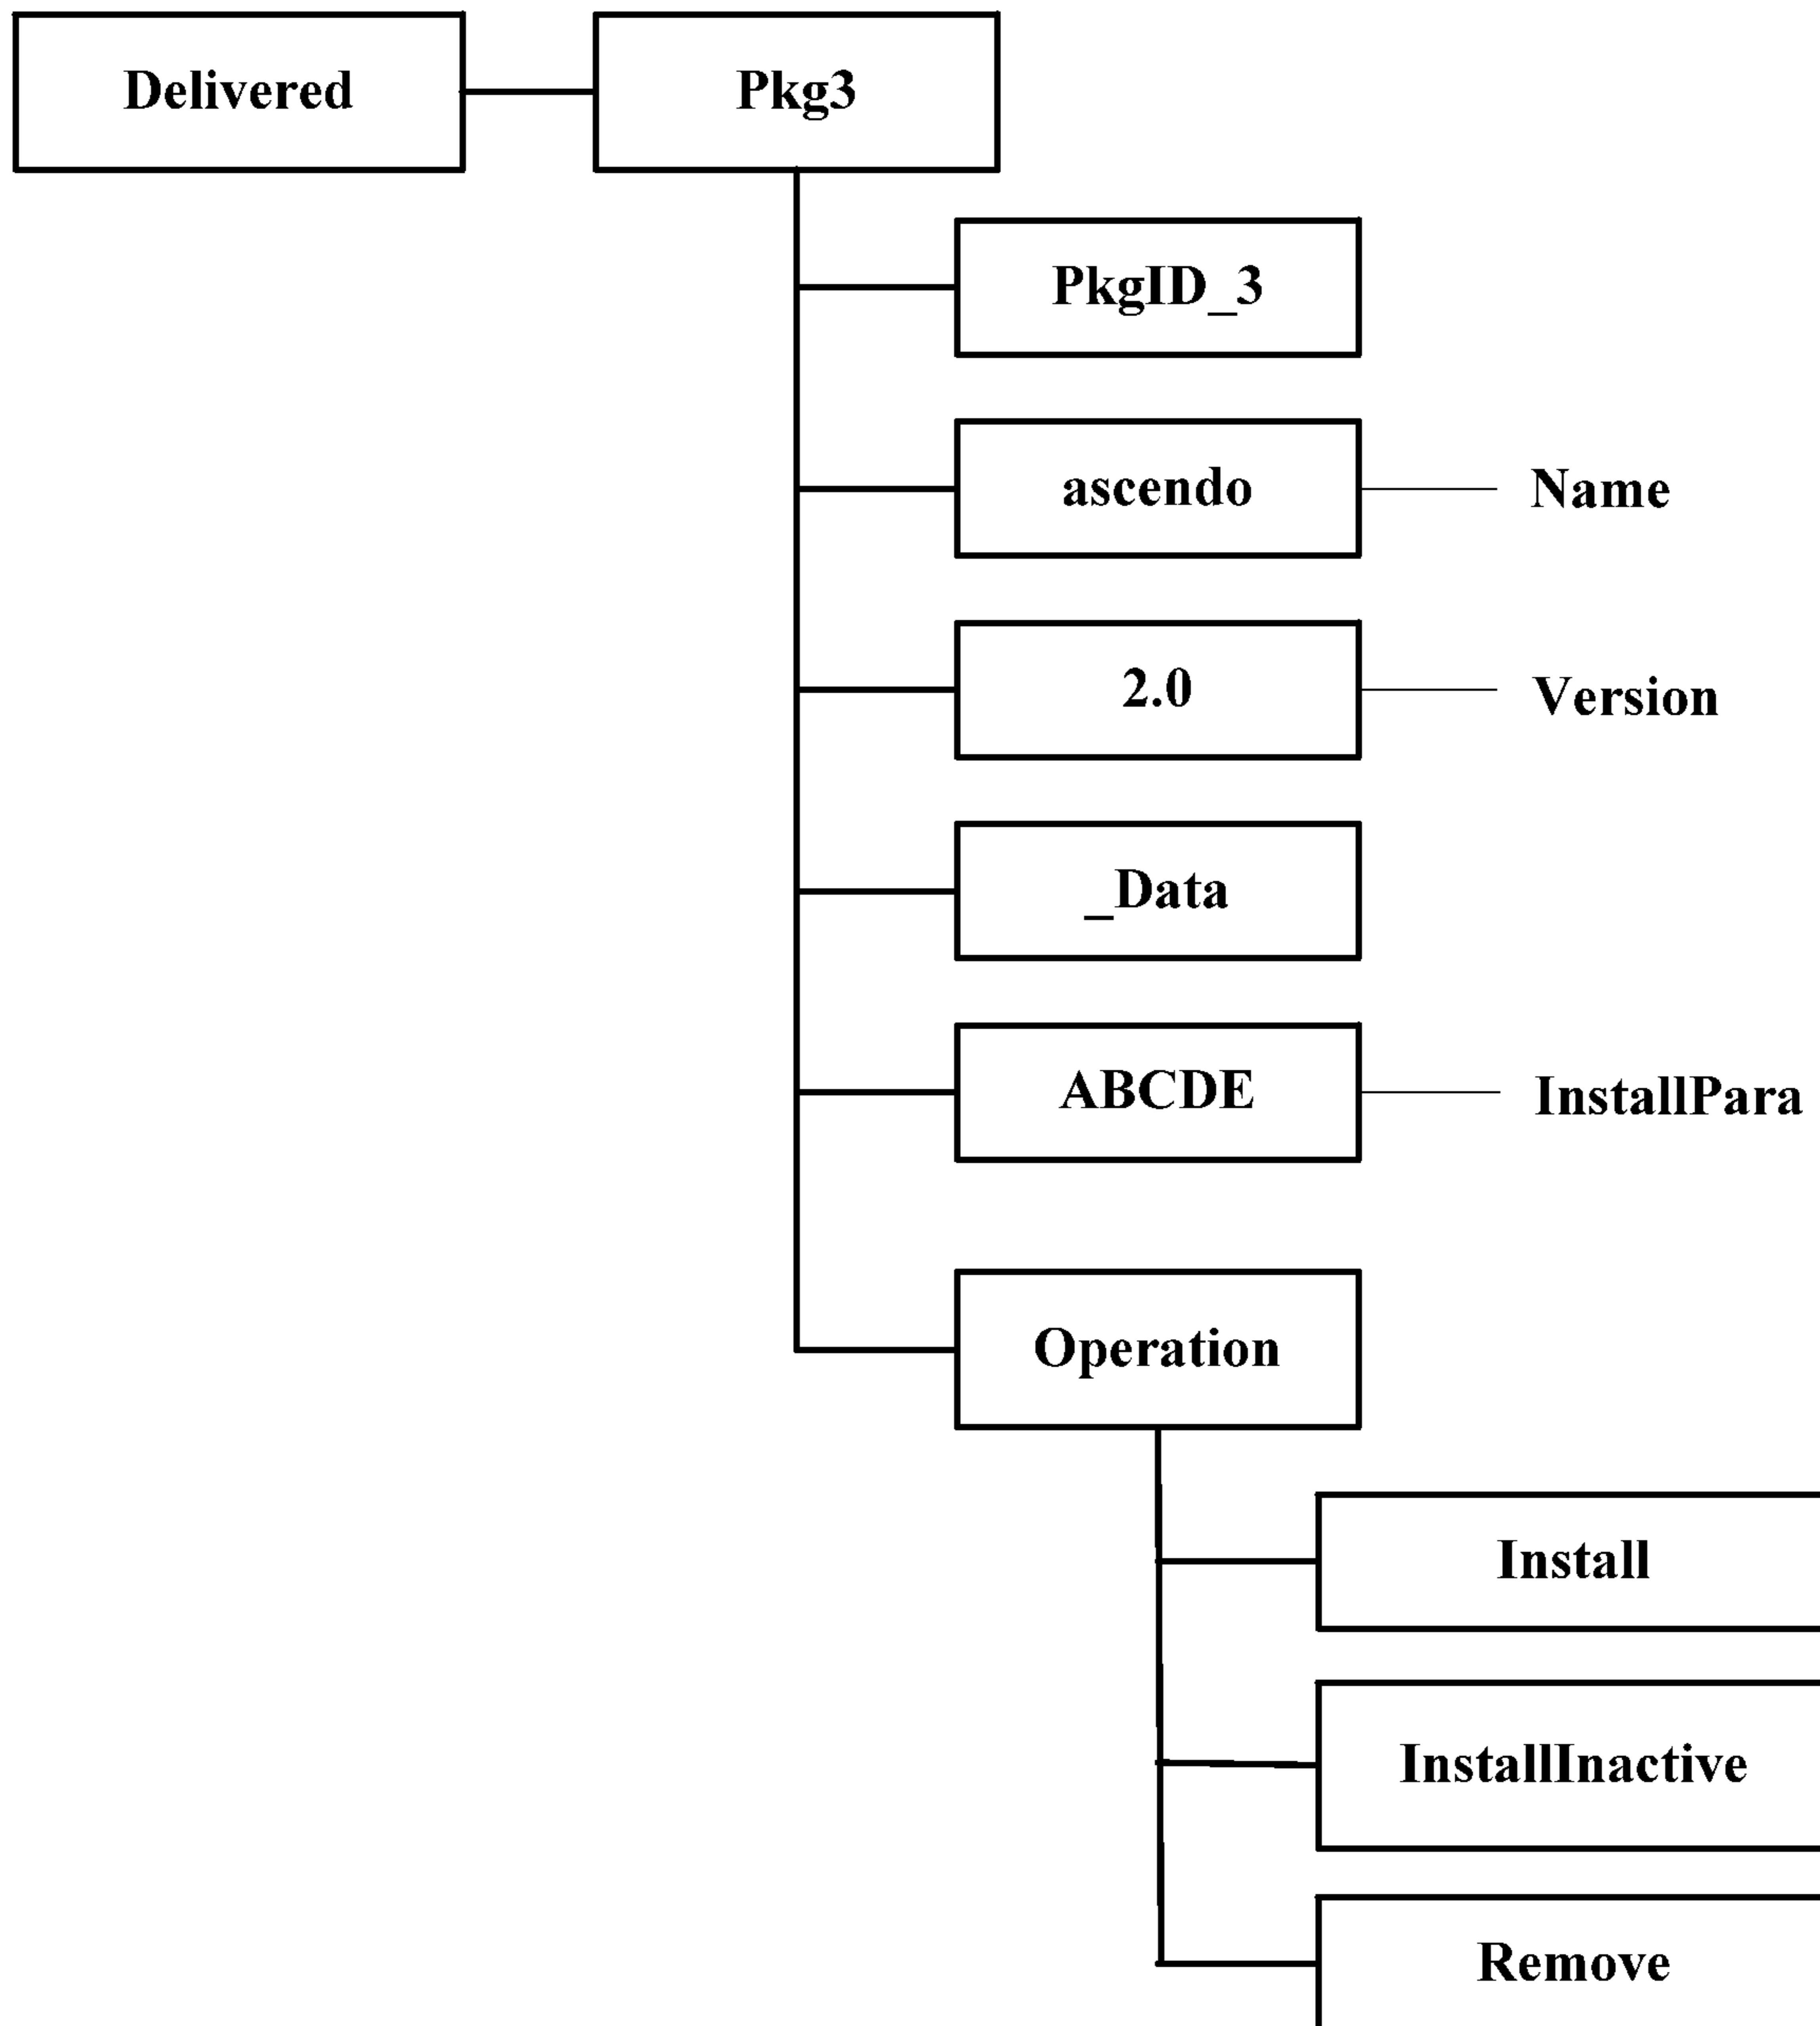 Delivered
Pkg3
PkgID_3
ascendo
Name
2.0
Version
_Data
ABCDE
InstallPara
Operation
Install
InstallInactive
Remove